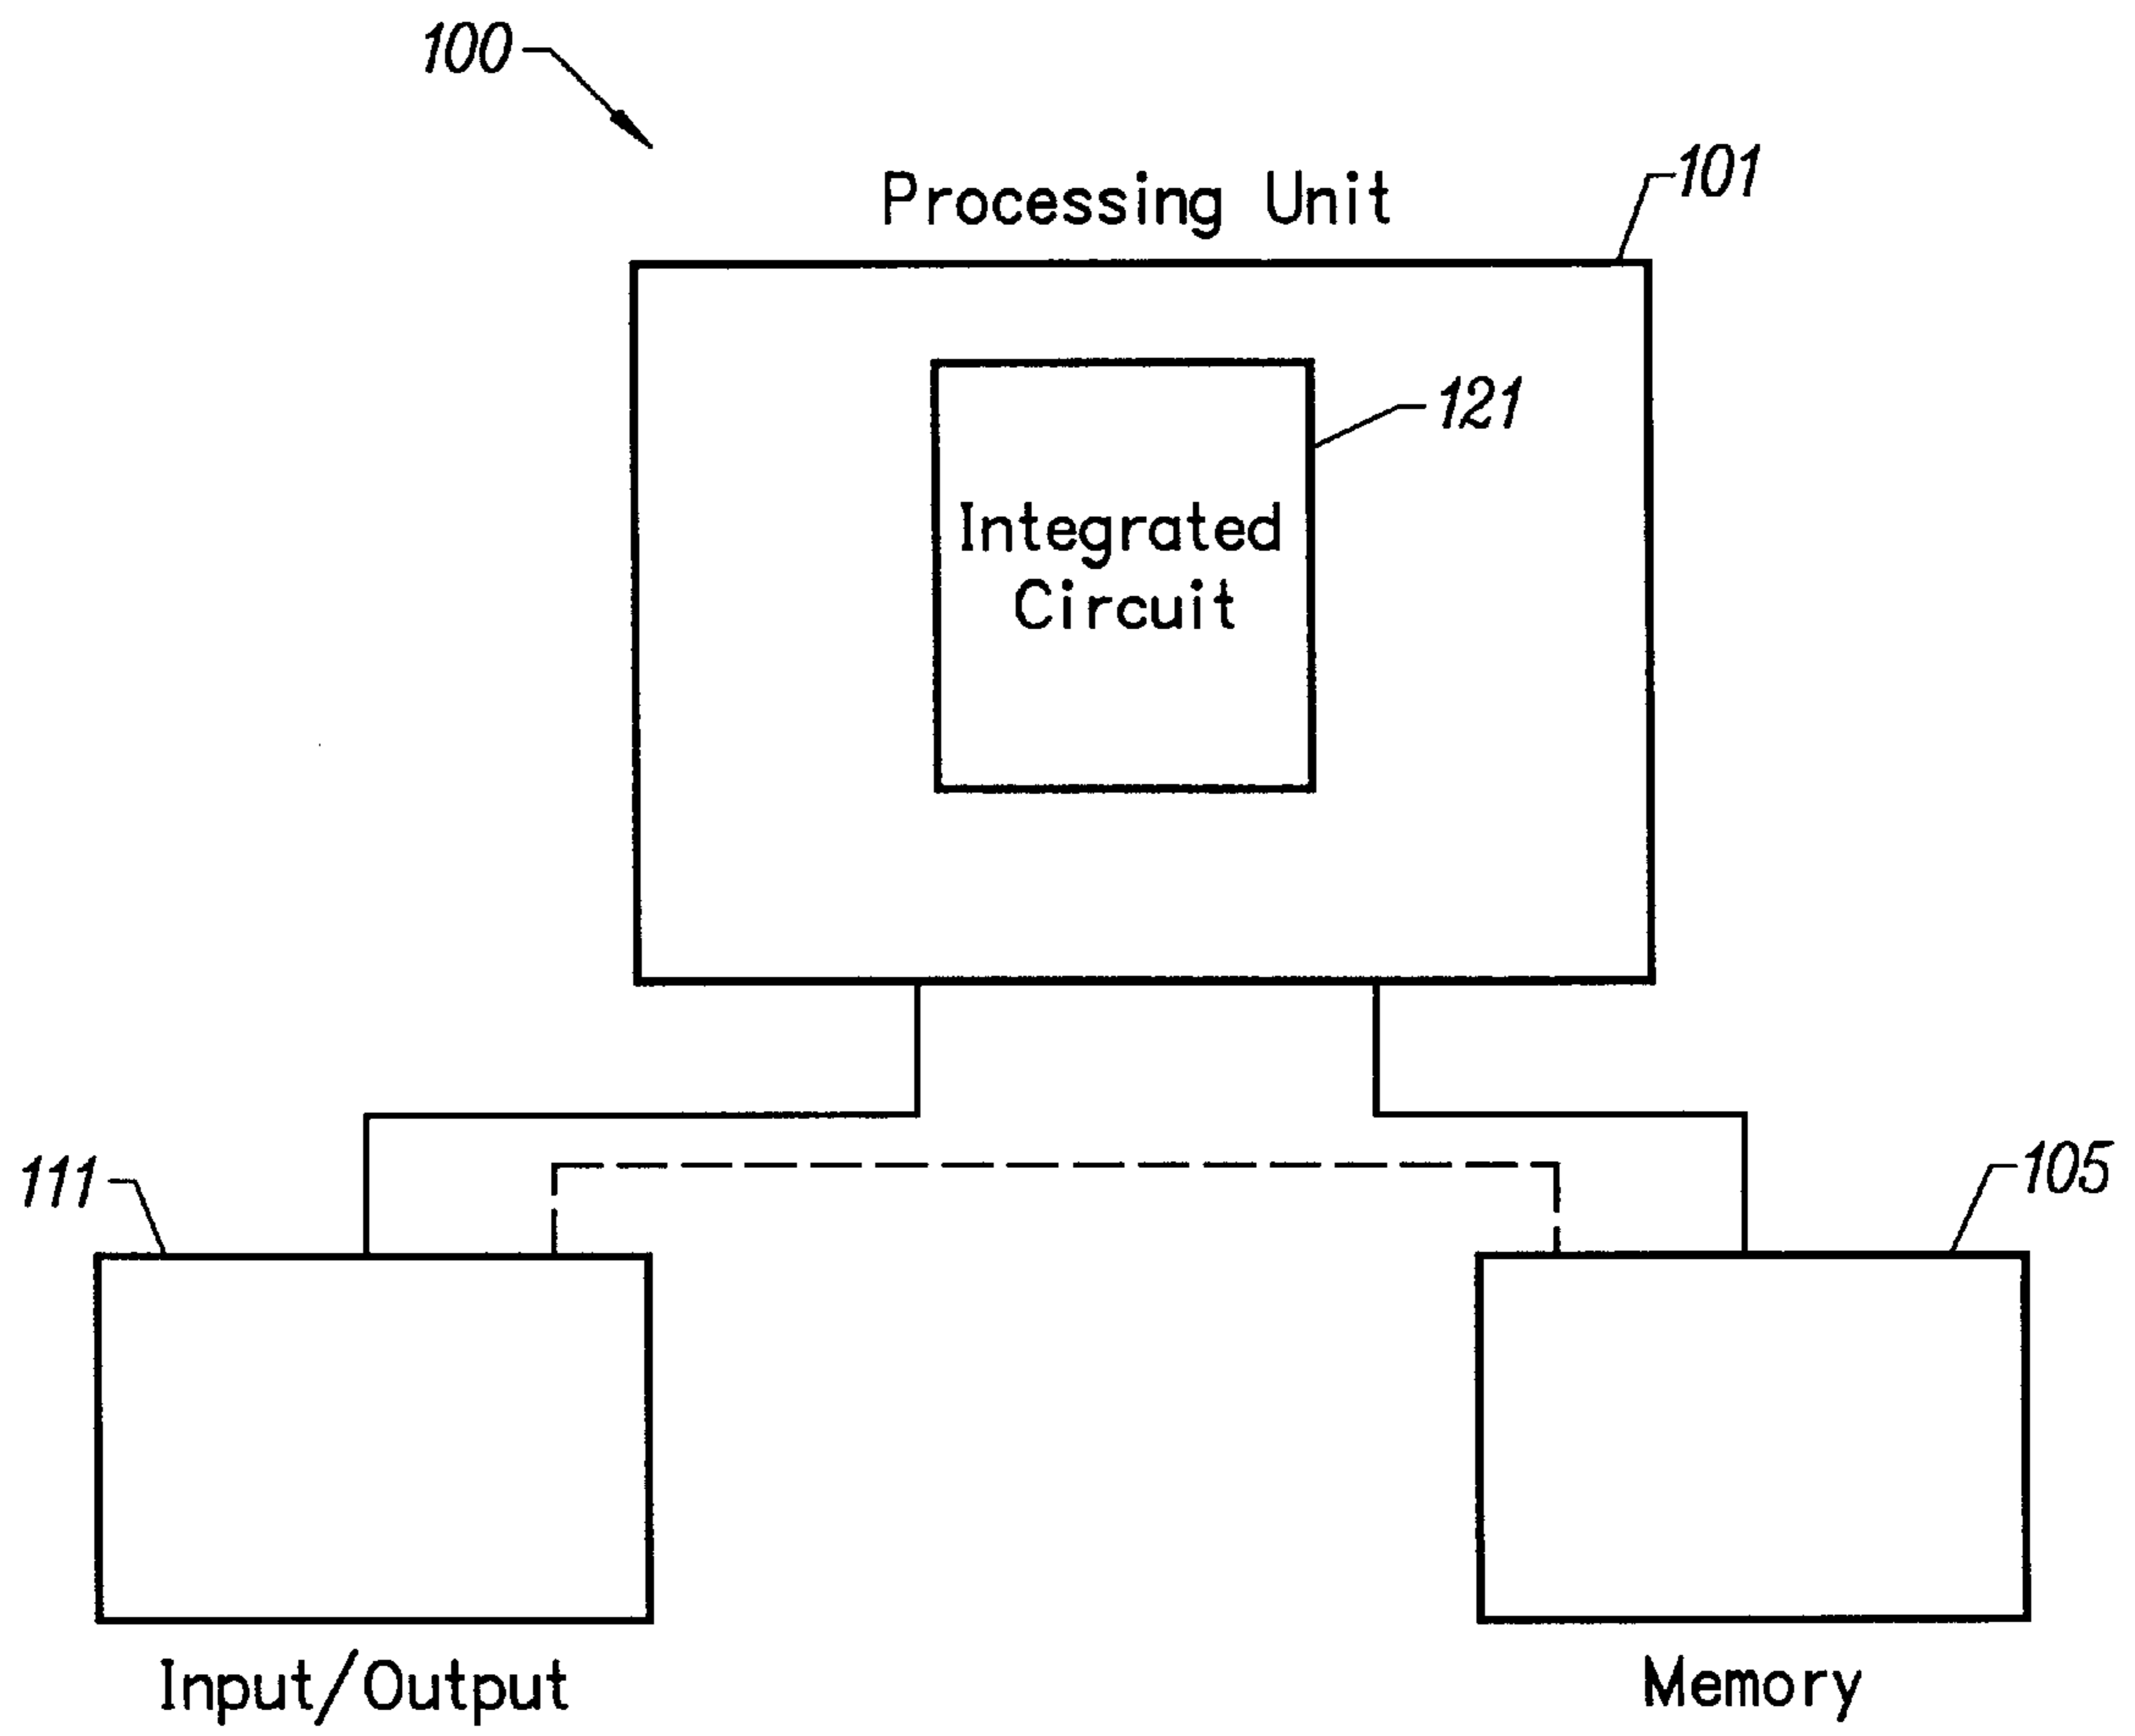 100
Processing Unit
101
121
Integrated
Circuit
111
105
Input/Output
Memory